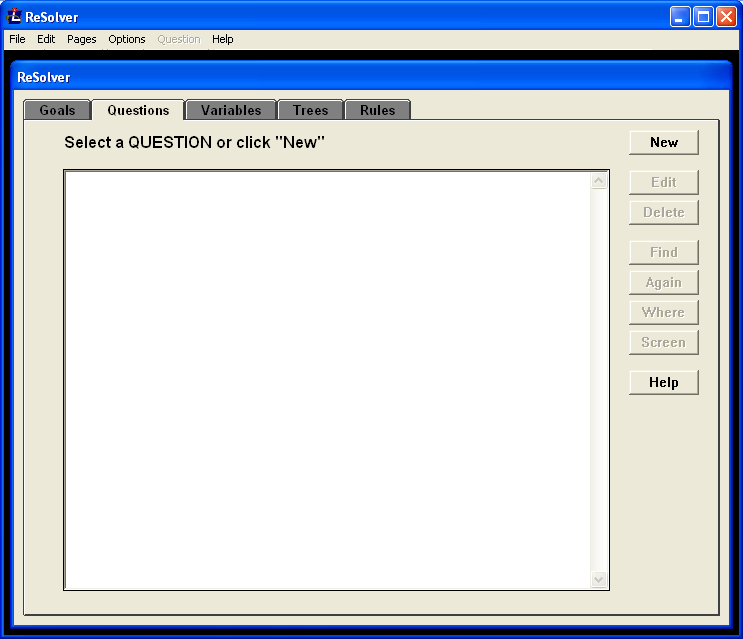 ReSolver
File Edit Pages Options Question Help
ReSolver
Goals Questions Variables Trees Rules
Select a QUESTION or click "New"
New
Edit
Delete
Find
Again
Where
Screen
Help